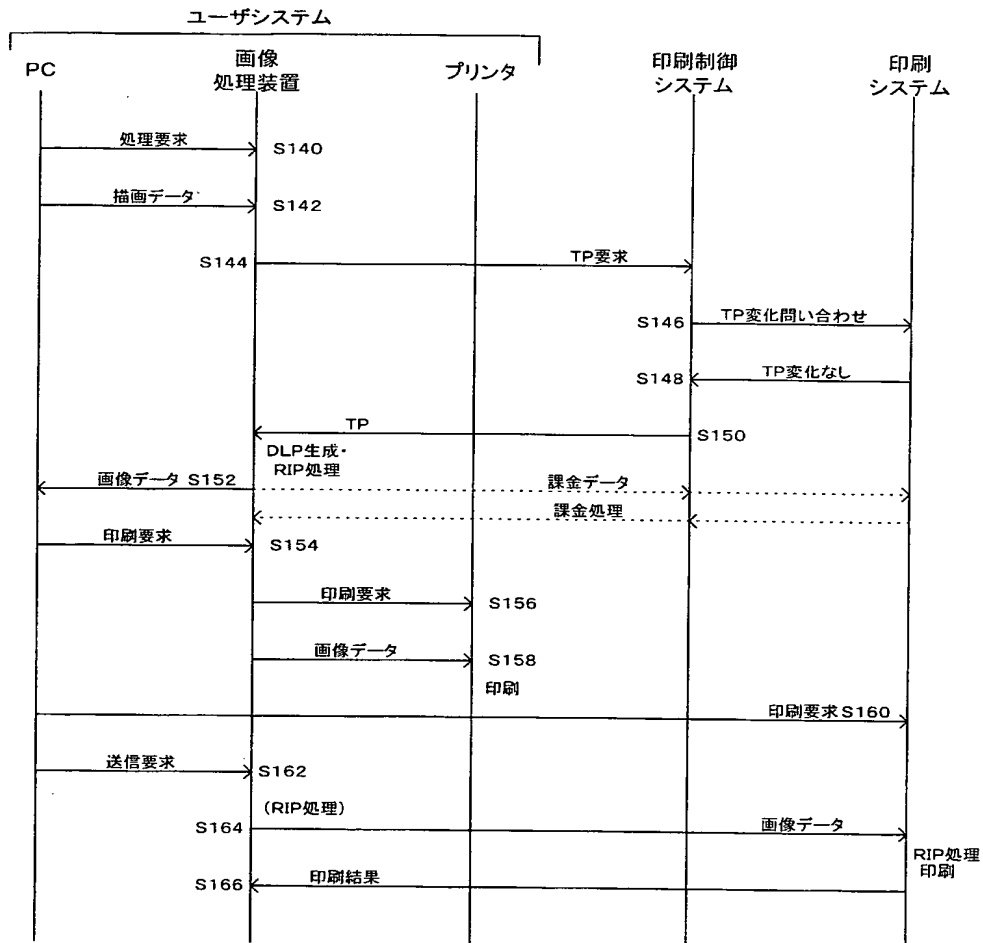 ユーザシステム
PC
画像
処理装置
プリンタ
印刷制御
システム
印刷
システム
処理要求
S140
描画データ
S142
S144
TP要求
S146
TP変化問い合わせ
S148
TP変化なし
TP
S150
DLP生成・
RIP処理
画像データ S152
課金データ
課金処理
印刷要求
S154
印刷要求
S156
画像データ
S158
印刷
印刷要求S160
送信要求
S162
(RIP処理)
S164
画像データ
RIP処理
印刷
S166
印刷結果